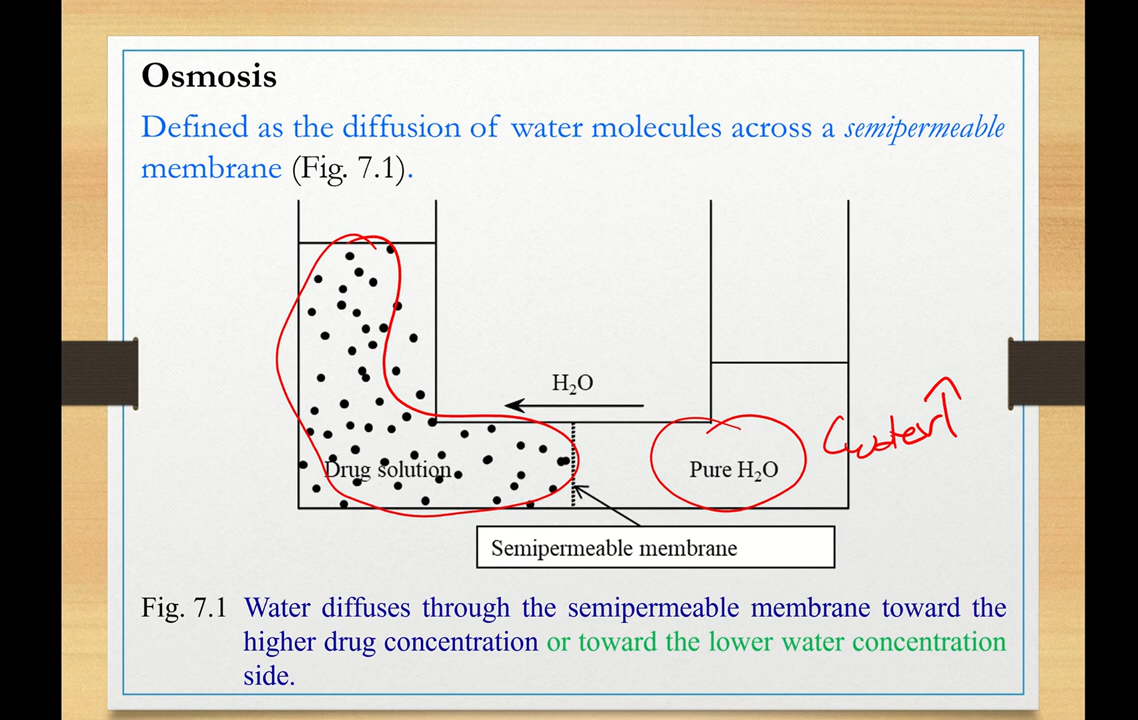 Osmosis
Defined as the diffusion of water molecules across a semipermeable
membrane (Fig. 7.1).
H₂O
Drug solution
Pure H₂O
Cwater↑
Semipermeable membrane
Fig. 7.1 Water diffuses through the semipermeable membrane toward the
higher drug concentration or toward the lower water concentration
side.